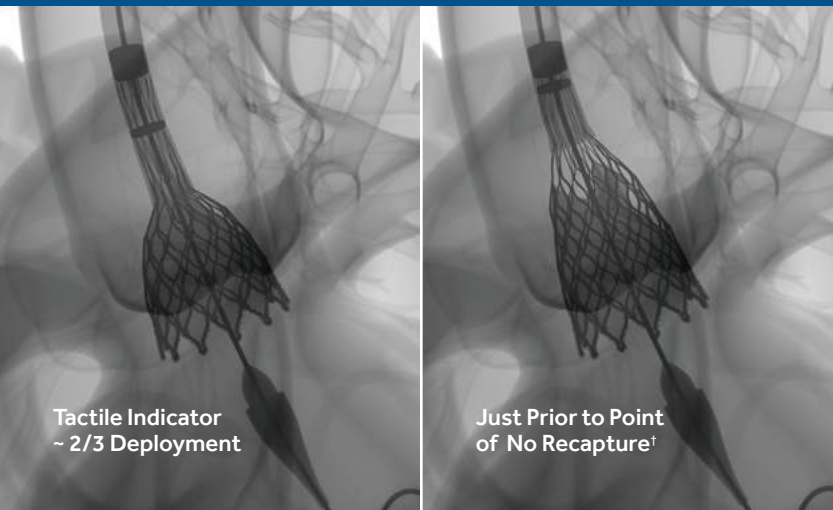 Tactile Indicator
~ 2/3 Deployment
Just Prior to Point
of No Recapture†